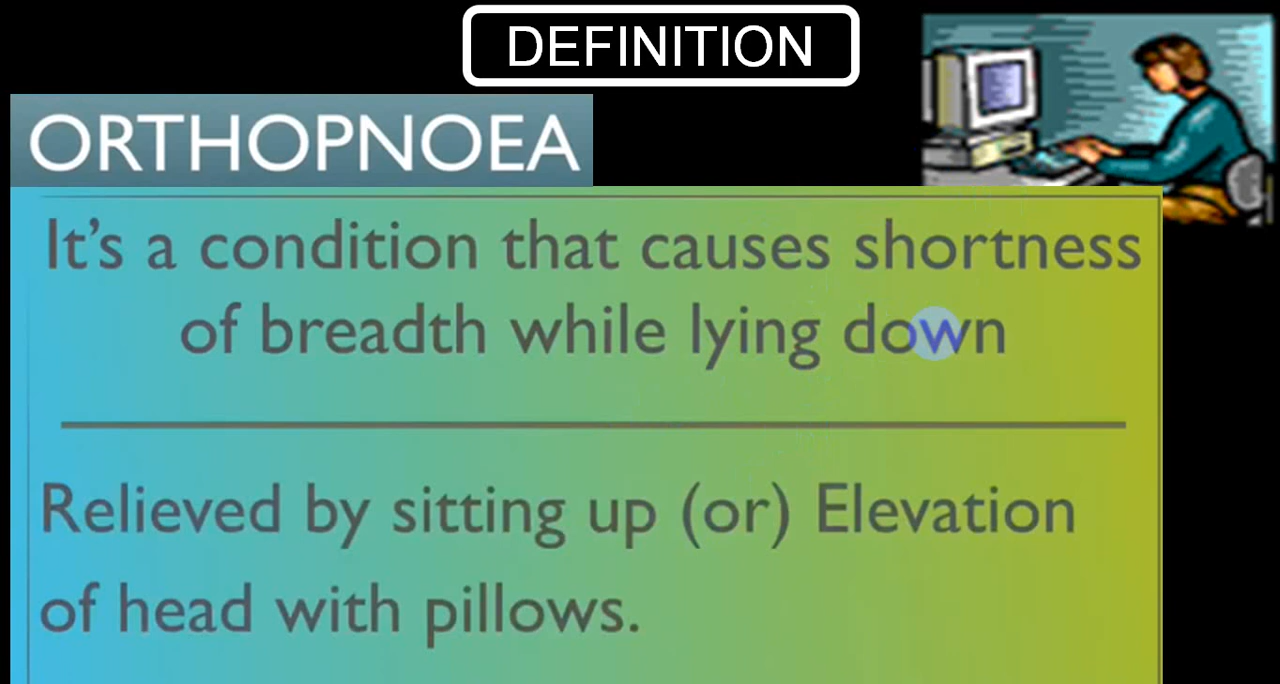 DEFINITION
ORTHOPNOEA
It's a condition that causes shortness
of breadth while lying down
Relieved by sitting up (or) Elevation
of head with pillows.